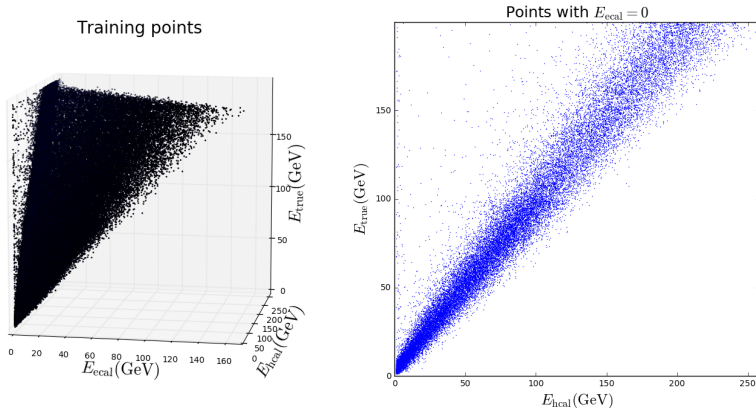 Training points
150
100
50
0
E_true(GeV)
0 20 40 60 80 100 120 140 160
E_ecal(GeV)
250
200
150
100
50
0
E_hcal(GeV)
Points with E_ecal = 0
150
100
50
0
E_true(GeV)
0 50 100 150 200 250
E_hcal(GeV)